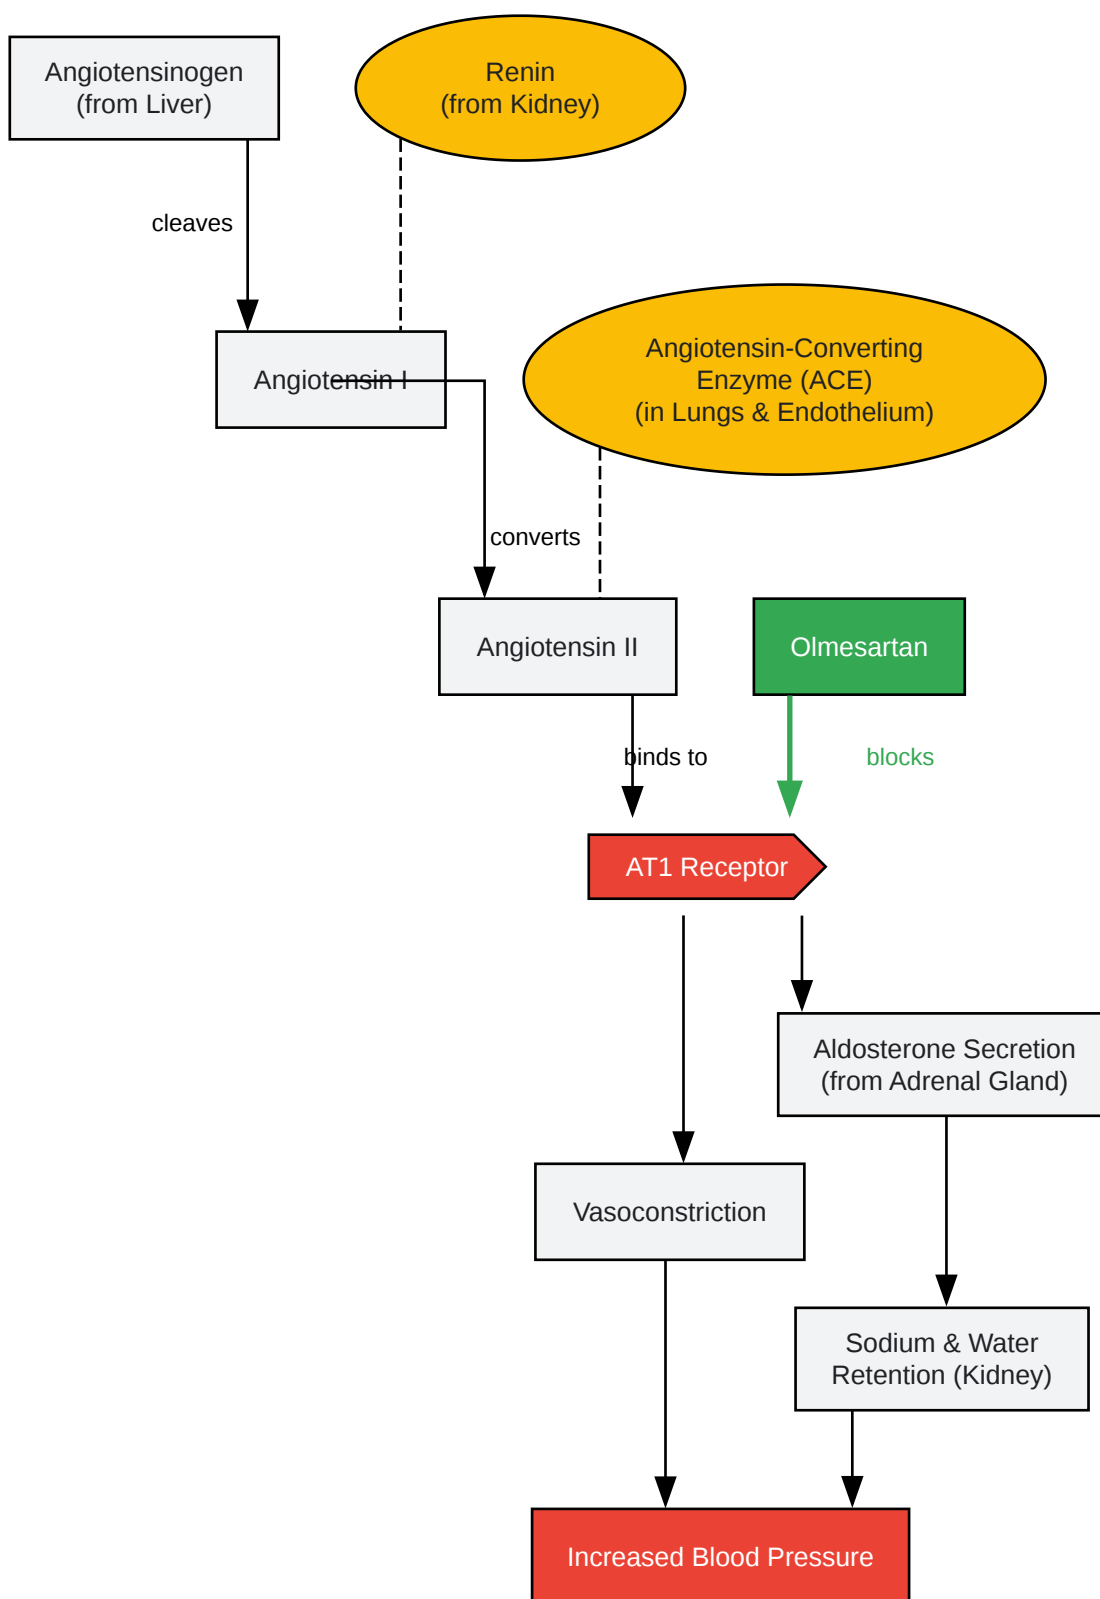 Angiotensinogen
(from Liver)
Renin
(from Kidney)
cleaves
Angiotensin I
Angiotensin-Converting
Enzyme (ACE)
(in Lungs & Endothelium)
converts
Angiotensin II
Olmesartan
binds to
blocks
AT1 Receptor
Aldosterone Secretion
(from Adrenal Gland)
Vasoconstriction
Sodium & Water
Retention (Kidney)
Increased Blood Pressure